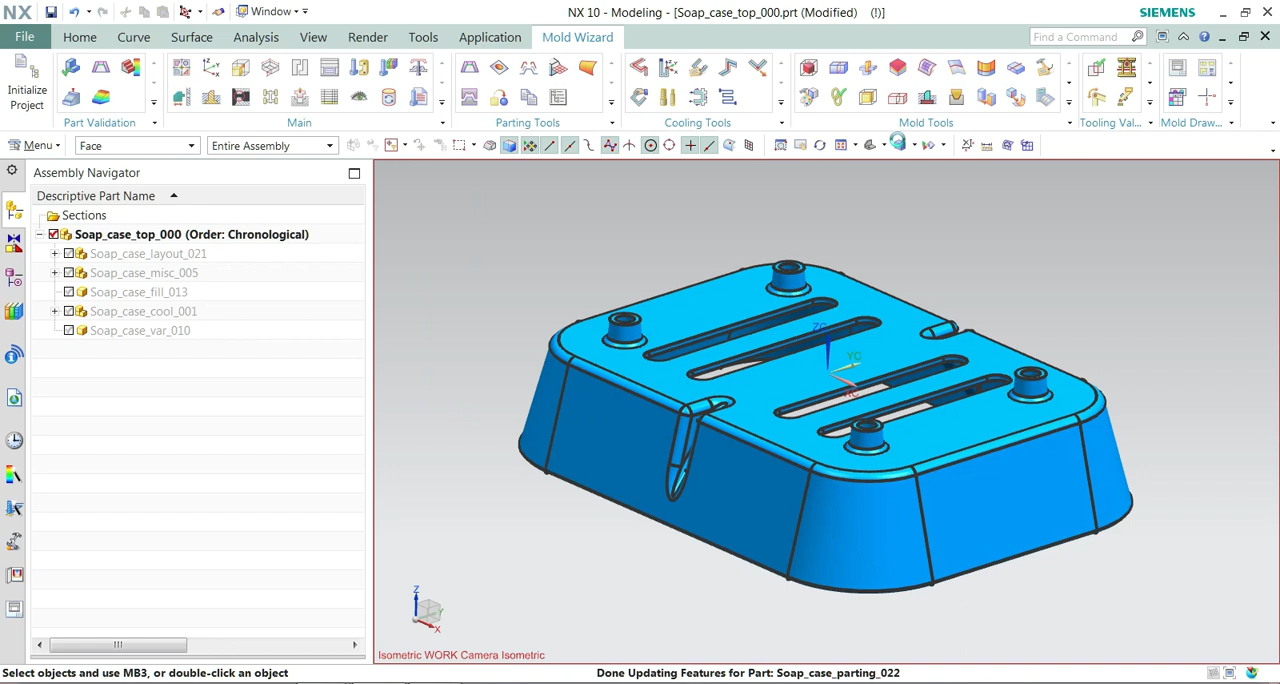 NX
Window
NX 10 - Modeling - [Soap_case_top_000.prt (Modified) (!)]
SIEMENS
File
Home
Curve
Surface
Analysis
View
Render
Tools
Application
Mold Wizard
Find a Command
Initialize
Project
Part Validation
Main
Parting Tools
Cooling Tools
Mold Tools
Tooling Val...
Mold Draw...
Menu
Face
Entire Assembly
Assembly Navigator
Descriptive Part Name
Sections
Soap_case_top_000 (Order: Chronological)
Soap_case_layout_021
Soap_case_misc_005
Soap_case_fill_013
Soap_case_cool_001
Soap_case_var_010
ZC
YC
XC
Z
X
Isometric WORK Camera Isometric
Select objects and use MB3, or double-click an object
Done Updating Features for Part: Soap_case_parting_022